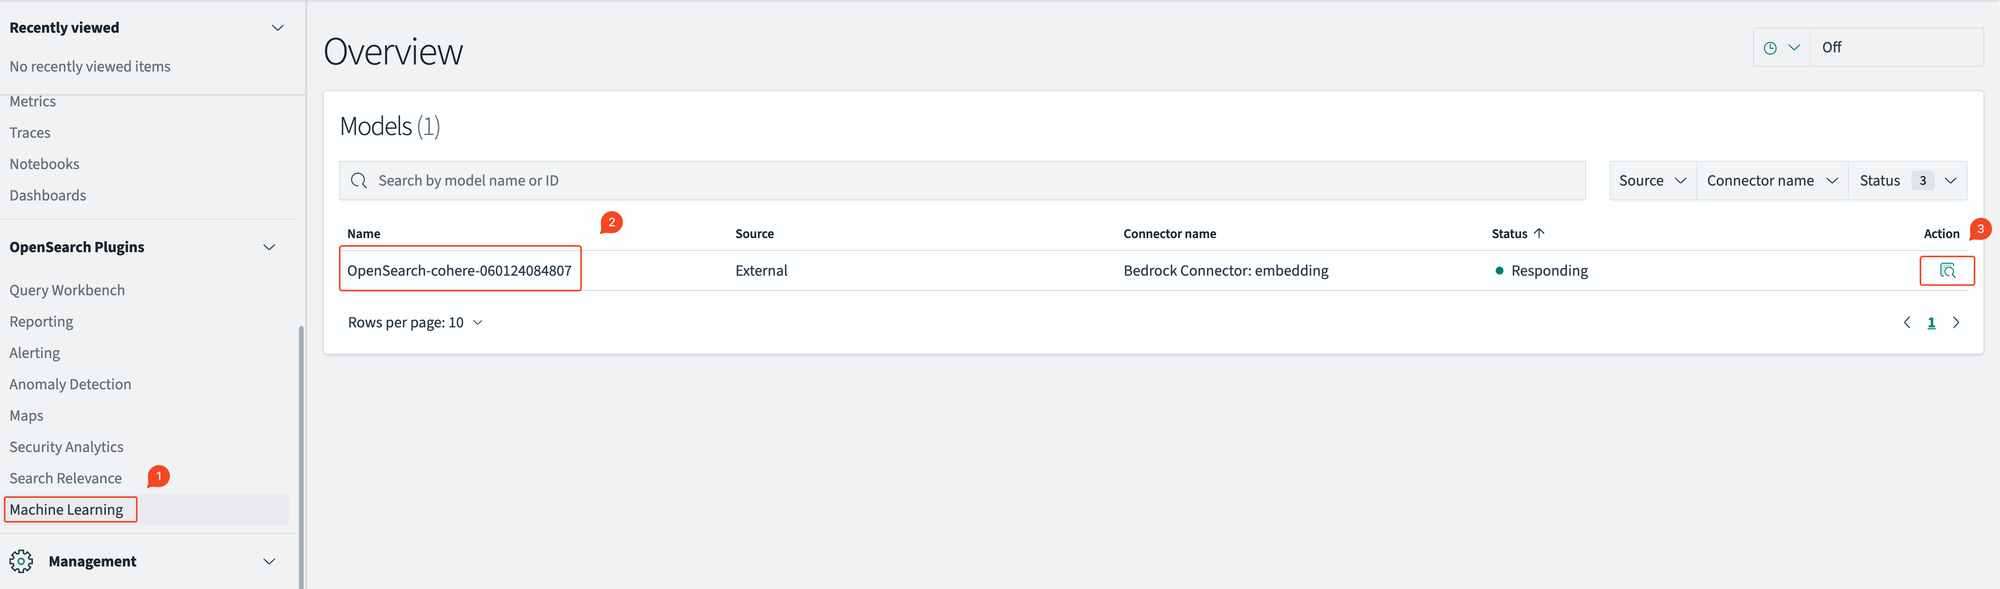 Recently viewed
No recently viewed items
Metrics
Traces
Notebooks
Dashboards
OpenSearch Plugins
Query Workbench
Reporting
Alerting
Anomaly Detection
Maps
Security Analytics
Search Relevance
1
Machine Learning
Management
Overview
Off
Models (1)
Search by model name or ID
Source
Connector name
Status 3
2
3
Name Source Connector name Status Action
OpenSearch-cohere-060124084807 External Bedrock Connector: embedding Responding
Rows per page: 10
1